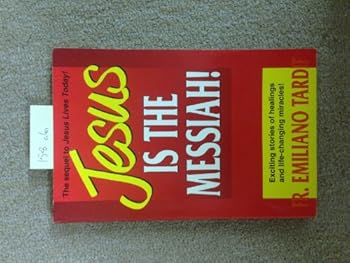 The sequel to Jesus Lives Today!
Jesus
IS THE
MESSIAH!
Exciting stories of healings
and life-changing miracles!
FR. EMILIANO TARDIF